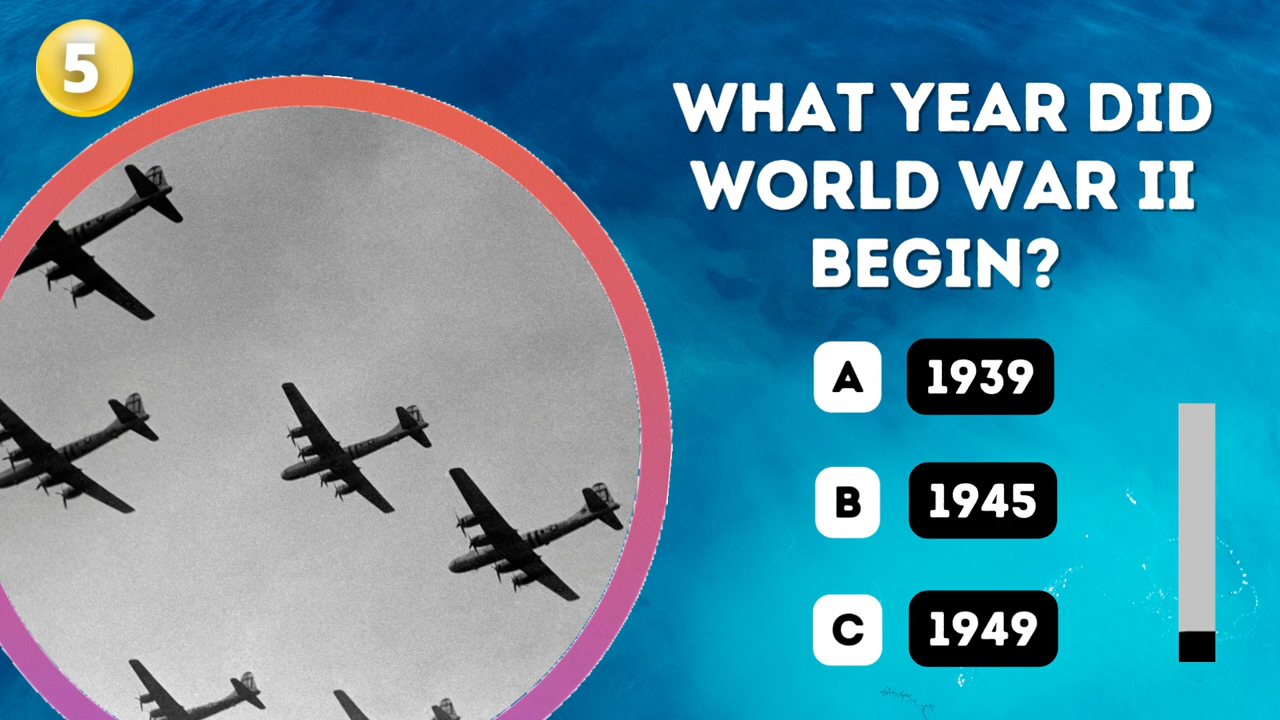 5
WHAT YEAR DID
WORLD WAR II
BEGIN?
A 1939
B 1945
C 1949